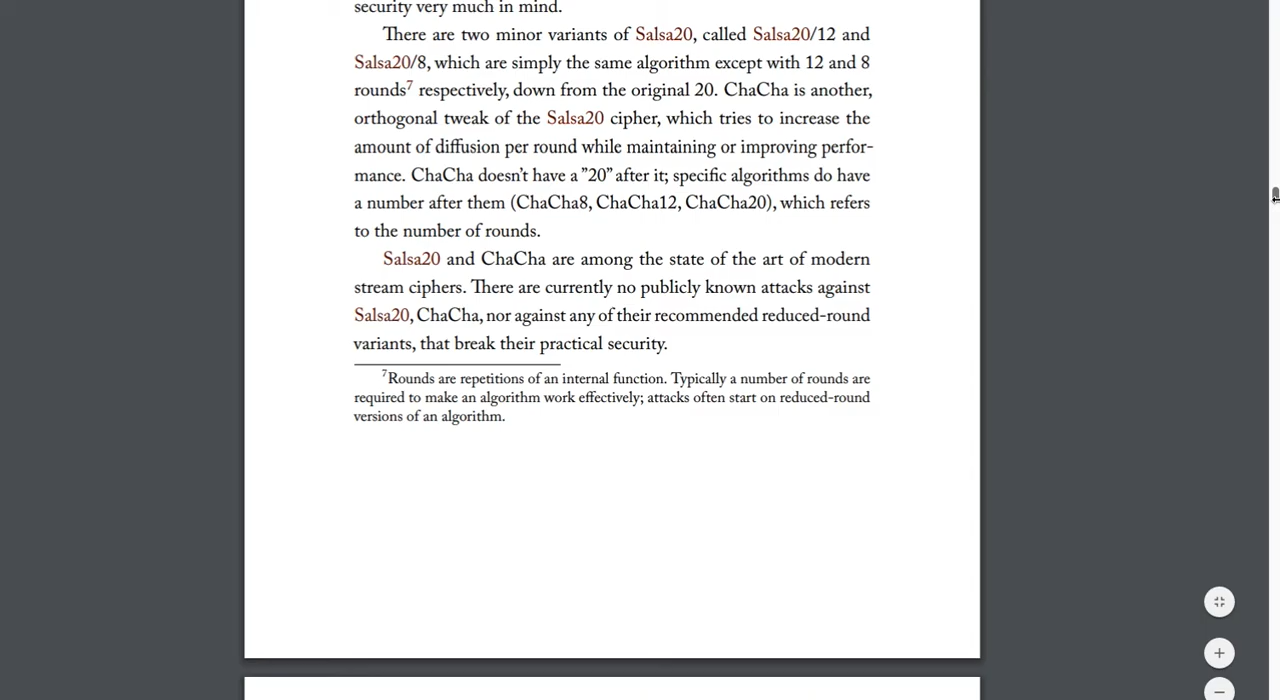 security very much in mind.
There are two minor variants of Salsa20, called Salsa20/12 and
Salsa20/8, which are simply the same algorithm except with 12 and 8
rounds7 respectively, down from the original 20. ChaCha is another,
orthogonal tweak of the Salsa20 cipher, which tries to increase the
amount of diffusion per round while maintaining or improving perfor-
mance. ChaCha doesn't have a ”20” after it; specific algorithms do have
a number after them (ChaCha8, ChaCha12, ChaCha20), which refers
to the number of rounds.
Salsa20 and ChaCha are among the state of the art of modern
stream ciphers. There are currently no publicly known attacks against
Salsa20, ChaCha, nor against any of their recommended reduced-round
variants, that break their practical security.
7Rounds are repetitions of an internal function. Typically a number of rounds are
required to make an algorithm work effectively; attacks often start on reduced-round
versions of an algorithm.